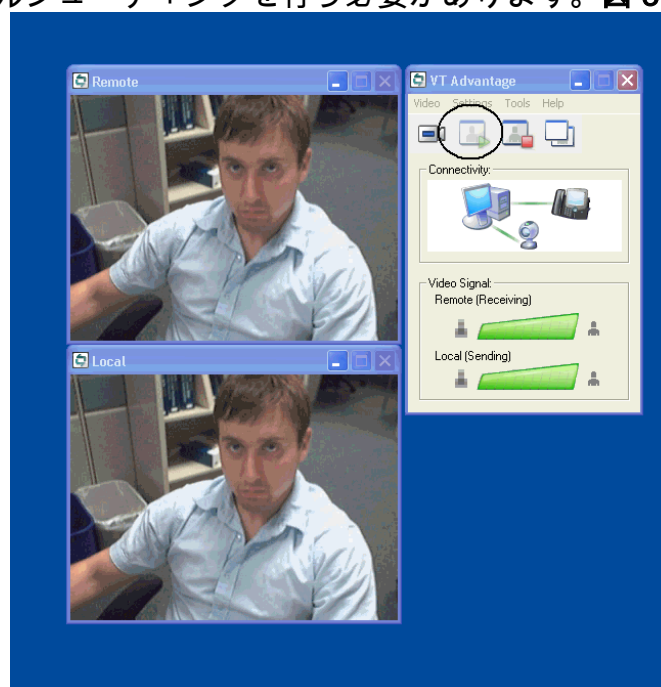 ルシューティングを行う必要があります。図
Remote
VT Advantage
Video Settings Tools Help
Connectivity:
Video Signal:
Remote (Receiving)
Local (Sending)
Local